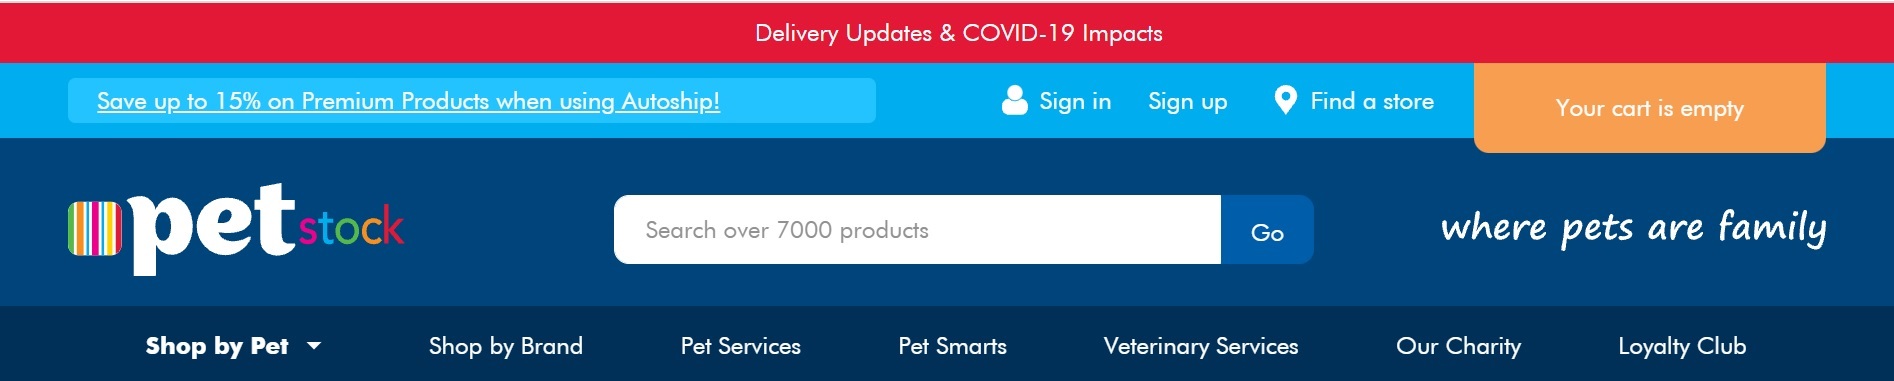 Delivery Updates & COVID-19 Impacts
Save up to 15% on Premium Products when using Autoship!
Sign in
Sign up
Find a store
Your cart is empty
petstock
Search over 7000 products
Go
where pets are family
Shop by Pet
Shop by Brand
Pet Services
Pet Smarts
Veterinary Services
Our Charity
Loyalty Club